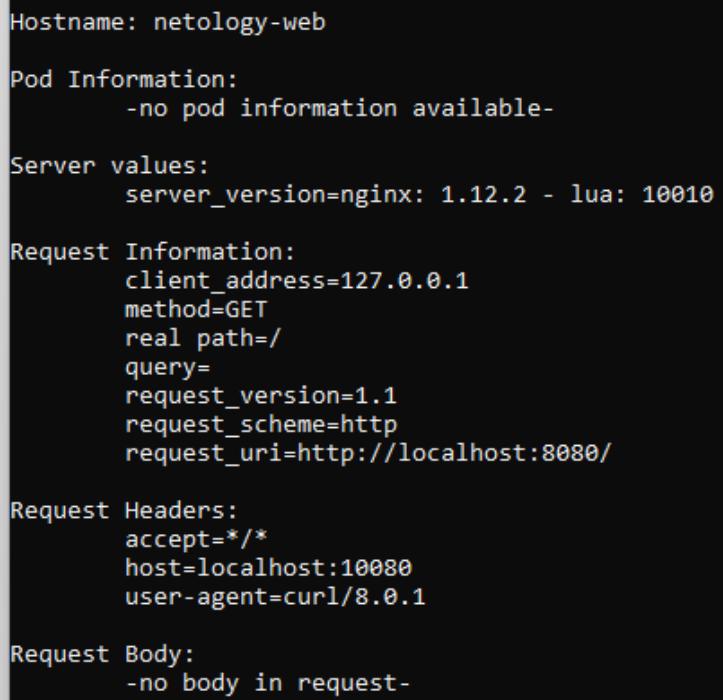 Hostname: netology-web
Pod Information:
-no pod information available-
Server values:
server_version=nginx: 1.12.2 - lua: 10010
Request Information:
client_address=127.0.0.1
method=GET
real path=/
query=
request_version=1.1
request_scheme=http
request_uri=http://localhost:8080/
Request Headers:
accept=*/*
host=localhost:10080
user-agent=curl/8.0.1
Request Body:
-no body in request-